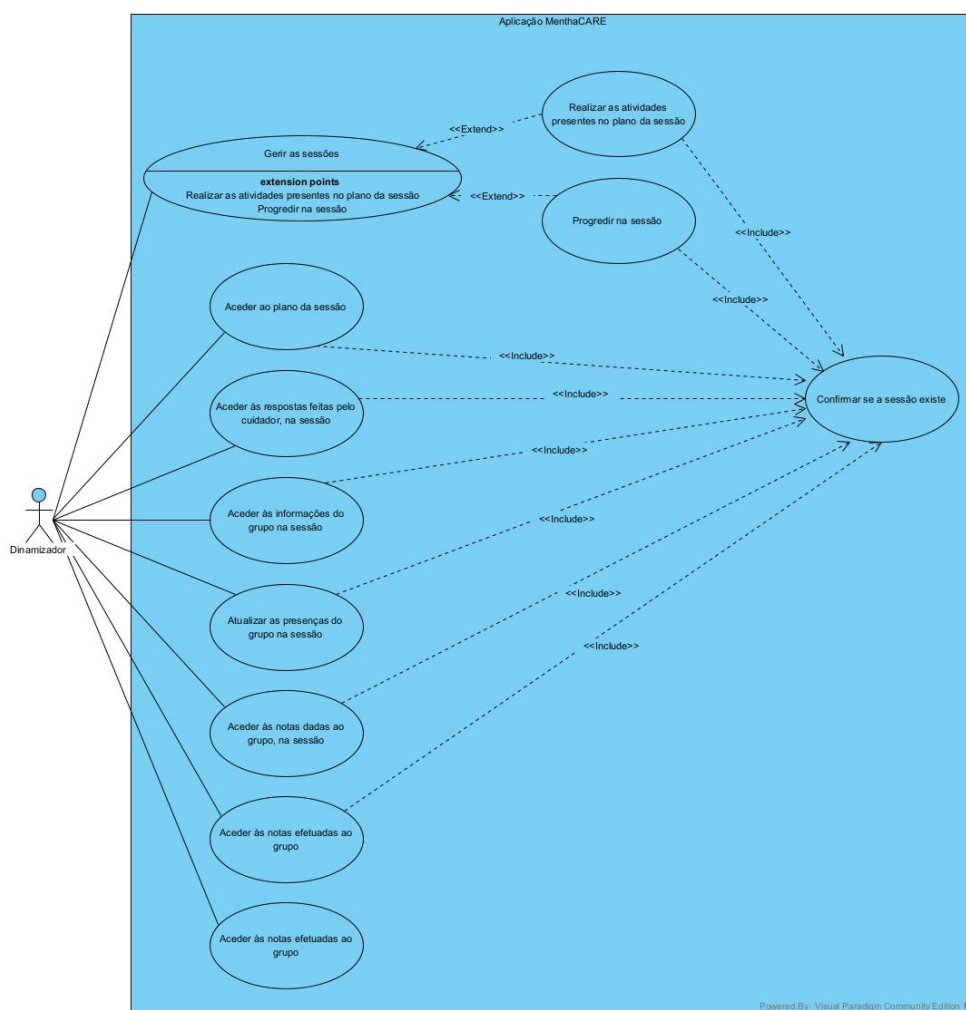 Aplicação MenthaCARE
Realizar as atividades
presentes no plano da sessão
<<Extend>>
Gerir as sessões
extension points
Realizar as atividades presentes no plano da sessão
Progredir na sessão
<<Extend>>
Progredir na sessão
<<Include>>
<<Include>>
Aceder ao plano da sessão
<<Include>>
Aceder às respostas feitas pelo
cuidador, na sessão
<<Include>>
Confirmar se a sessão existe
<<Include>>
Aceder às informações do
grupo na sessão
<<Include>>
Dinamizador
Atualizar as presenças do
grupo na sessão
<<Include>>
<<Include>>
Aceder às notas dadas ao
grupo, na sessão
Aceder às notas efetuadas ao
grupo
Aceder às notas efetuadas ao
grupo
Powered By: Visual Paradigm Community Edition